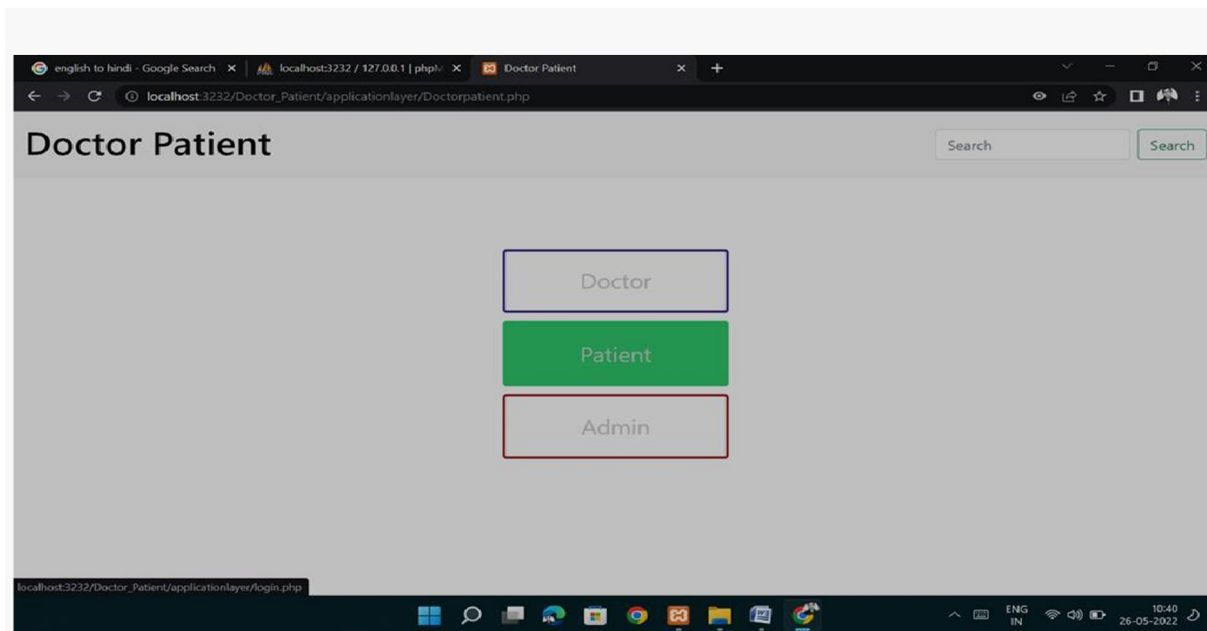 english to hindi - Google Search
localhost:3232 / 127.0.0.1 | phpM
Doctor Patient
localhost:3232/Doctor_Patient/applicationlayer/Doctorpatient.php
Doctor Patient
Search
Search
Doctor
Patient
Admin
localhost:3232/Doctor_Patient/applicationlayer/login.php
ENG
IN
10:40
26-05-2022